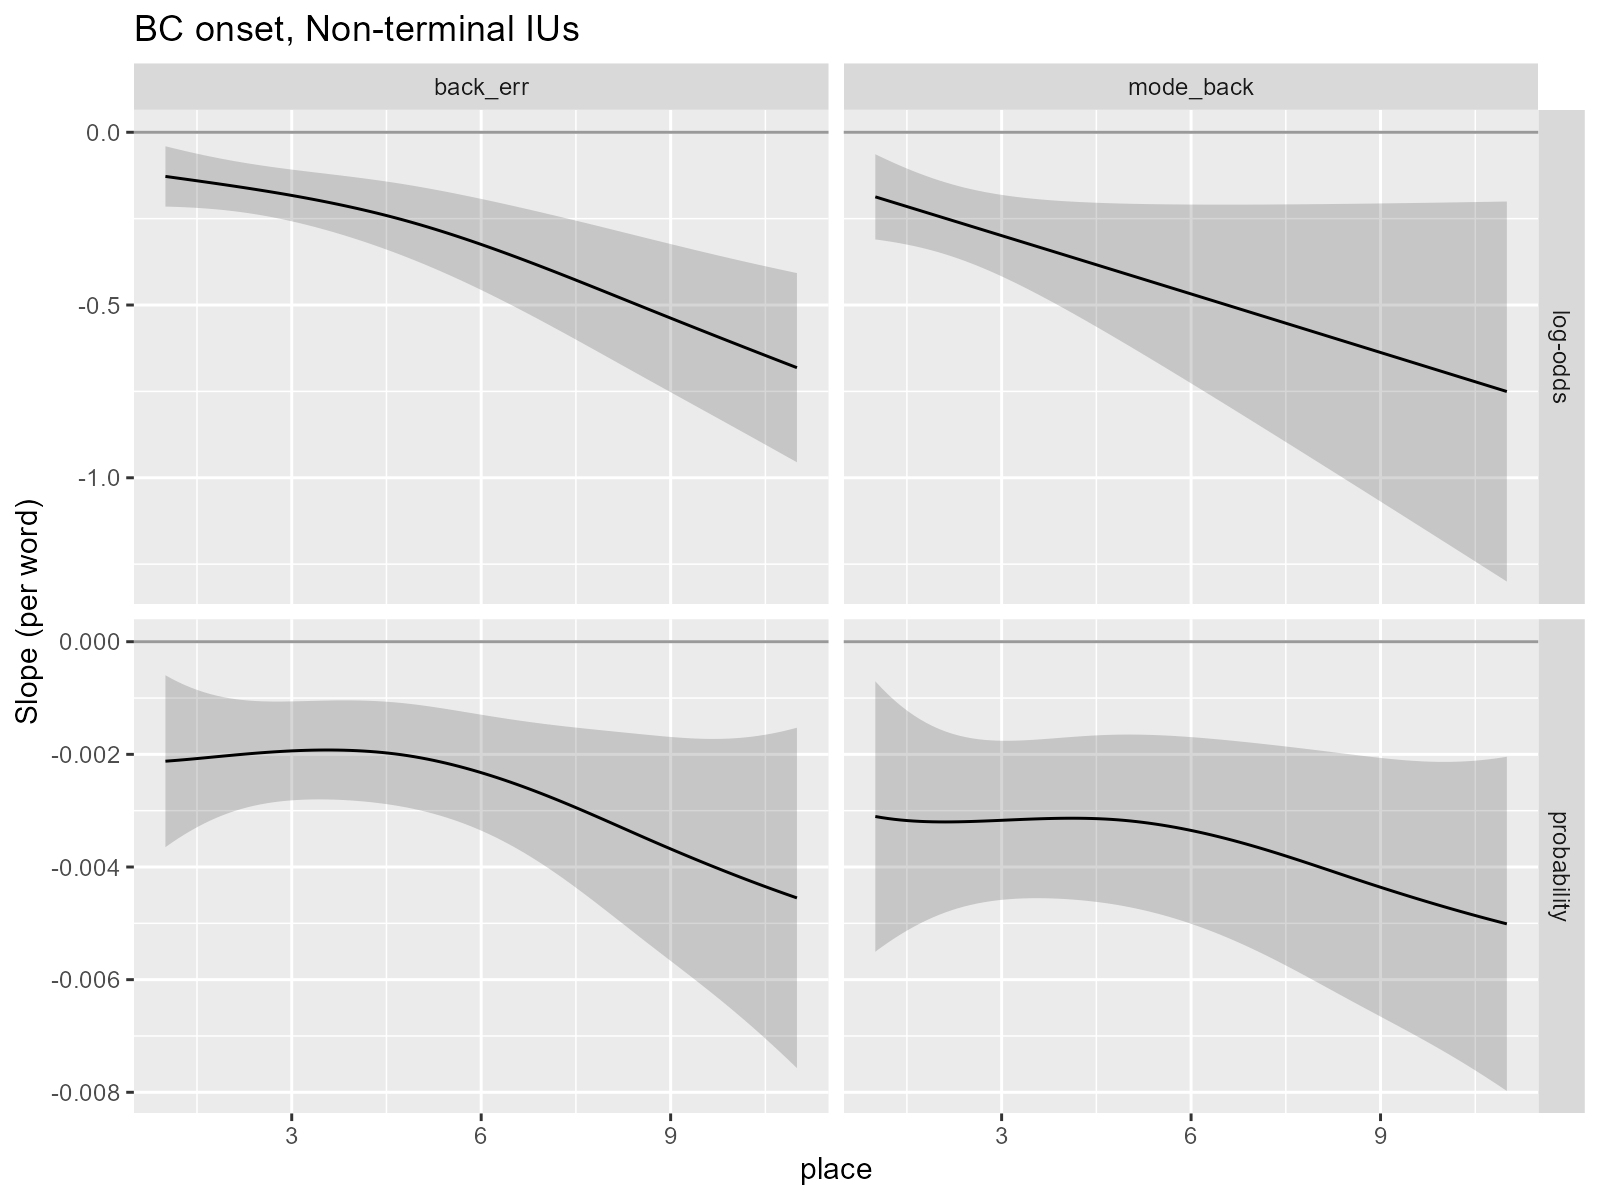 BC onset, Non-terminal IUs
back_err
mode_back
0.0
-0.5
-1.0
log-odds
Slope (per word)
0.000
-0.002
-0.004
-0.006
-0.008
probability
3
6
9
3
6
9
place